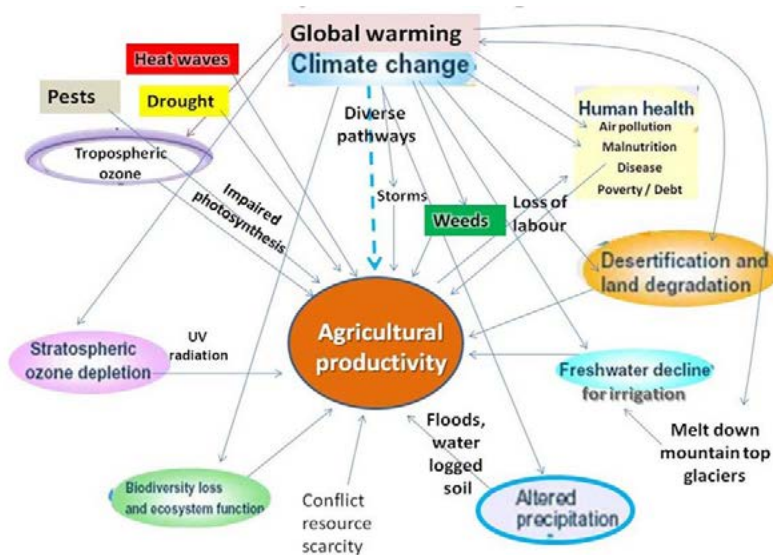 Global warming
Climate change
Heat waves
Pests
Drought
Diverse
pathways
Human health
Air pollution
Malnutrition
Disease
Poverty / Debt
Tropospheric
ozone
Impaired
photosynthesis
Storms
Weeds
Loss of
labour
Desertification and
land degradation
Agricultural
productivity
UV
radiation
Stratospheric
ozone depletion
Freshwater decline
for irrigation
Floods,
water
logged
soil
Melt down
mountain top
glaciers
Biodiversity loss
and ecosystem function
Conflict
resource
scarcity
Altered
precipitation